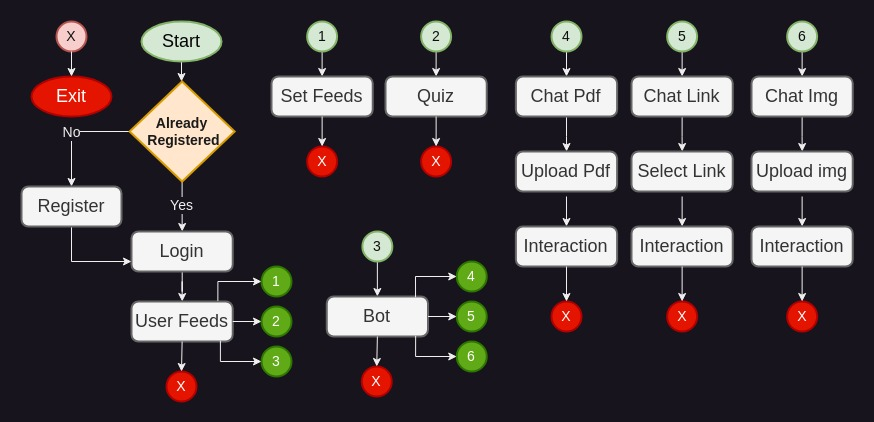 X
Start
1
2
4
5
6
Exit
Already
Registered
Set Feeds
Quiz
Chat Pdf
Chat Link
Chat Img
No
X
X
Upload Pdf
Select Link
Upload img
Register
Yes
Login
3
Interaction
Interaction
Interaction
1
4
User Feeds
2
Bot
5
X
X
X
3
6
X
X